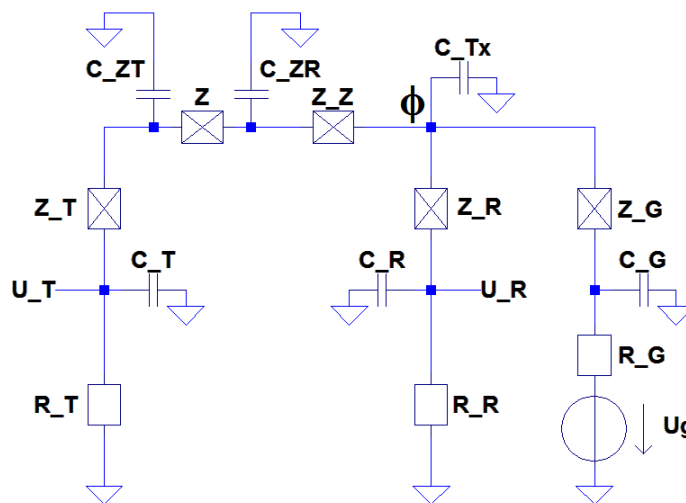 C_Tx
C_ZT
C_ZR
Z
Z_Z
ϕ
Z_T
Z_R
Z_G
C_T
C_R
C_G
U_T
U_R
R_G
R_T
R_R
Ug